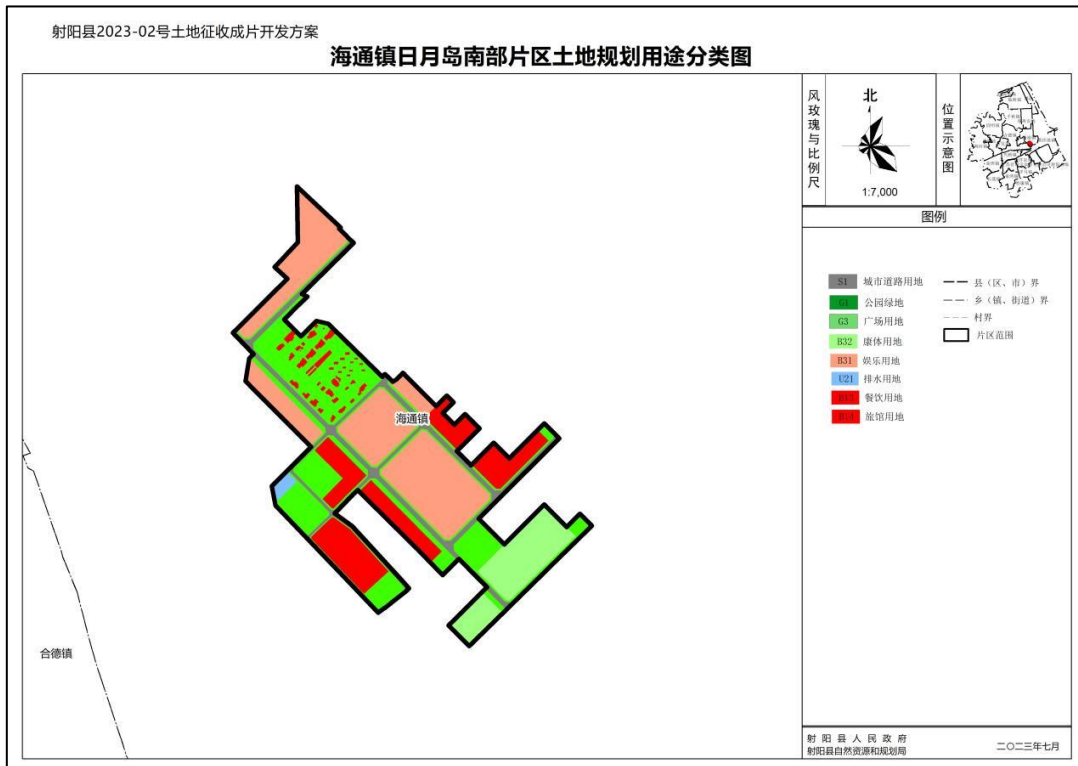 射阳县2023-02号土地征收成片开发方案
海通镇日月岛南部片区土地规划用途分类图
风玫瑰与比例尺
北
1:7,000
位置示意图
图例
S1 城市道路用地
G1 公园绿地
G3 广场用地
B32 康体用地
B31 娱乐用地
U21 排水用地
B13 餐饮用地
B14 旅馆用地
县（区、市）界
乡（镇、街道）界
村界
片区范围
海通镇
合德镇
射阳县人民政府
射阳县自然资源和规划局
二〇二三年七月